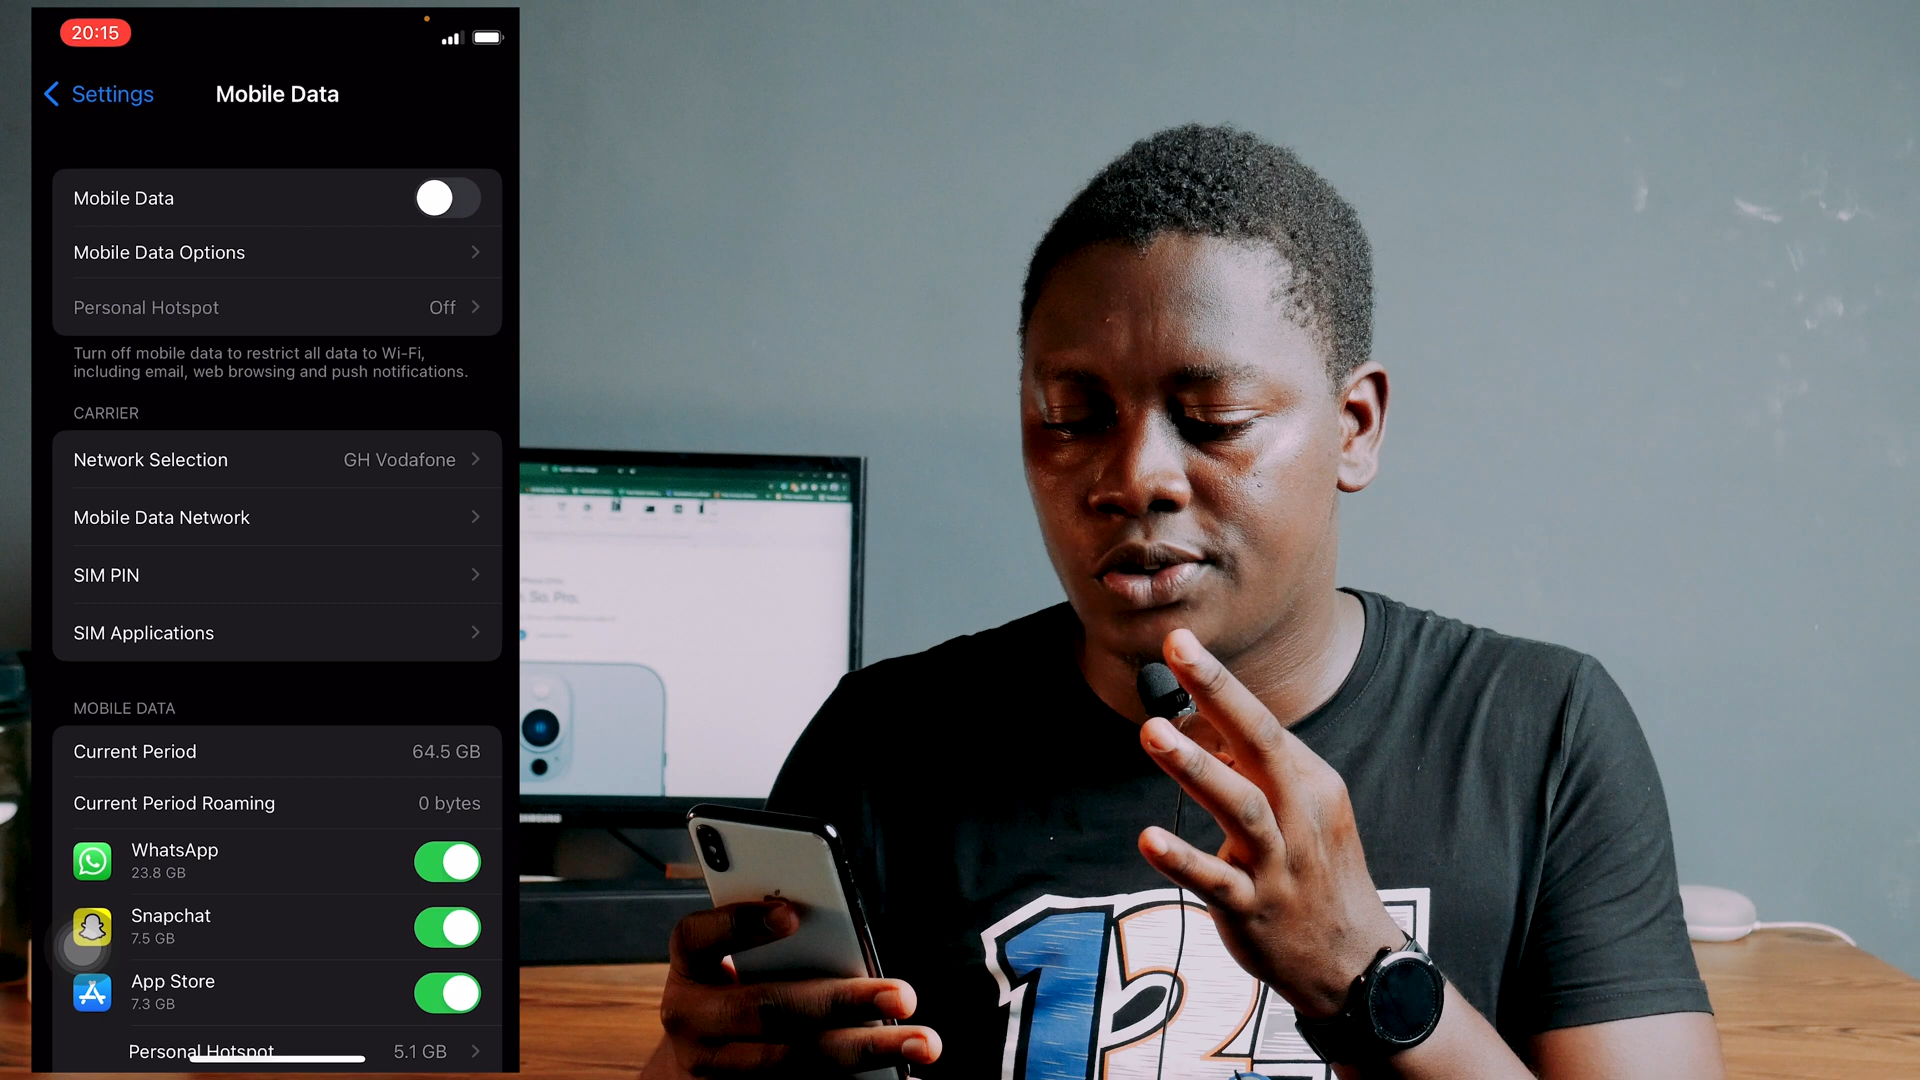 20:15
Settings
Mobile Data
Mobile Data
Mobile Data Options
Personal Hotspot Off
Turn off mobile data to restrict all data to Wi-Fi,
including email, web browsing and push notifications.
CARRIER
Network Selection GH Vodafone
Mobile Data Network
SIM PIN
SIM Applications
MOBILE DATA
Current Period 64.5 GB
Current Period Roaming 0 bytes
WhatsApp
23.8 GB
Snapchat
7.5 GB
App Store
7.3 GB
Personal Hotspot 5.1 GB
So. Pro.
12